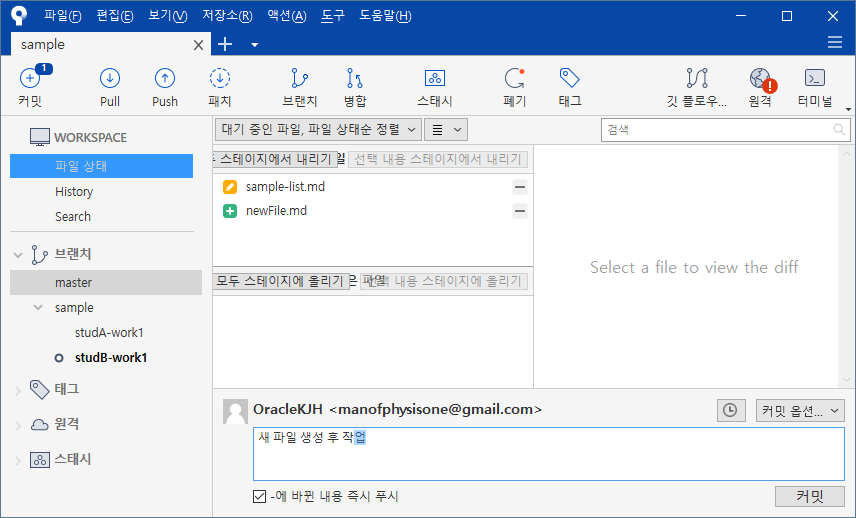 파일(F) 편집(E) 보기(V) 저장소(R) 액션(A) 도구 도움말(H)
sample
1
커밋 Pull Push 패치 브랜치 병합 스태시 폐기 태그 깃 플로우... 원격 터미널
WORKSPACE
파일 상태
History
Search
브랜치
master
sample
studA-work1
studB-work1
태그
원격
스태시
대기 중인 파일, 파일 상태순 정렬
검색
스테이지에서 내리기 선택 내용 스테이지에서 내리기
sample-list.md
newFile.md
모두 스테이지에 올리기 선택 내용 스테이지에 올리기
Select a file to view the diff
OracleKJH <manofphysisone@gmail.com>
커밋 옵션...
새 파일 생성 후 작업
-에 바뀐 내용 즉시 푸시
커밋